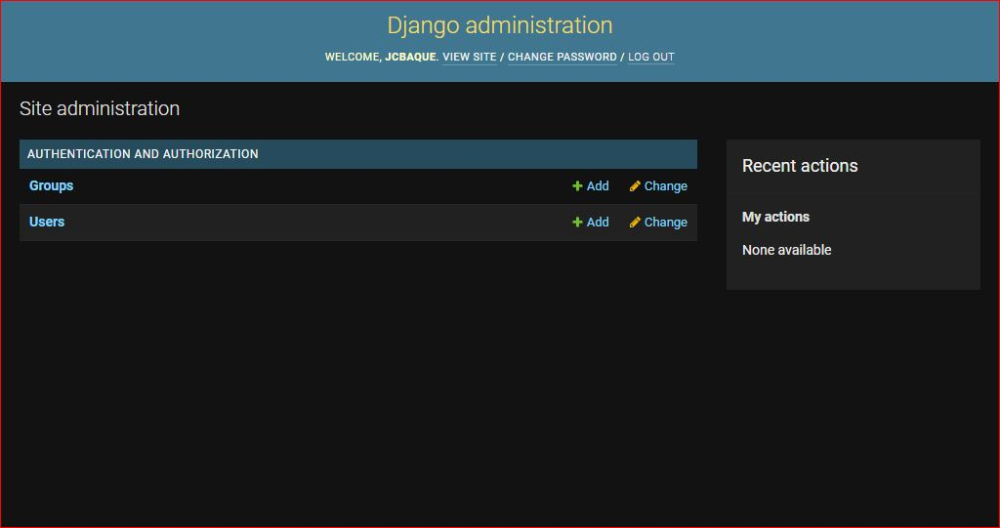 Django administration
WELCOME, JCBAQUE. VIEW SITE / CHANGE PASSWORD / LOG OUT
Site administration
AUTHENTICATION AND AUTHORIZATION
Groups Add Change
Users Add Change
Recent actions
My actions
None available